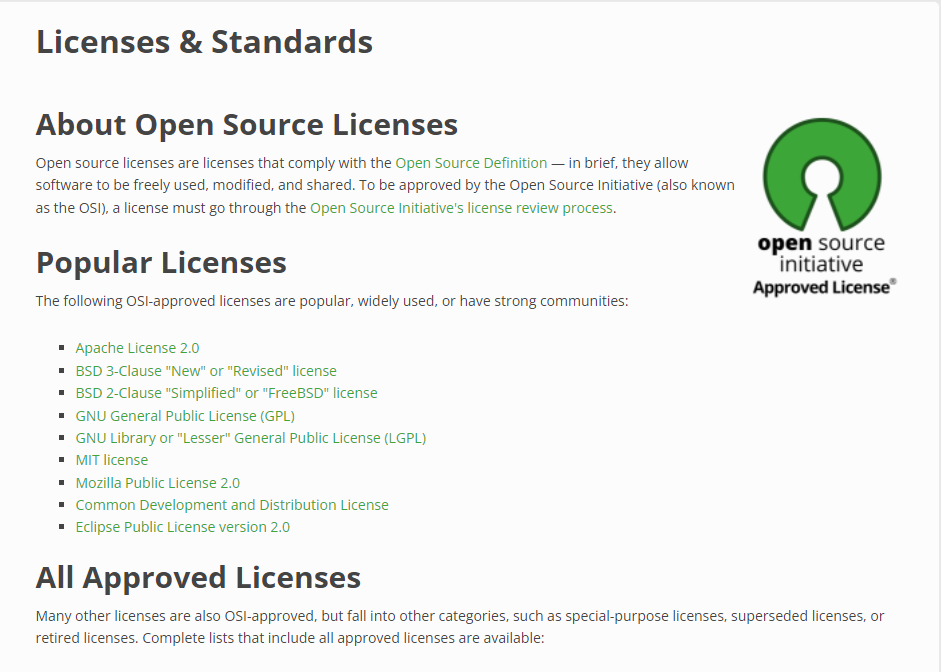 Licenses & Standards
About Open Source Licenses
Open source licenses are licenses that comply with the Open Source Definition — in brief, they allow
software to be freely used, modified, and shared. To be approved by the Open Source Initiative (also known
as the OSI), a license must go through the Open Source Initiative's license review process.
open source
initiative
Approved License®
Popular Licenses
The following OSI-approved licenses are popular, widely used, or have strong communities:
Apache License 2.0
BSD 3-Clause "New" or "Revised" license
BSD 2-Clause "Simplified" or "FreeBSD" license
GNU General Public License (GPL)
GNU Library or "Lesser" General Public License (LGPL)
MIT license
Mozilla Public License 2.0
Common Development and Distribution License
Eclipse Public License version 2.0
All Approved Licenses
Many other licenses are also OSI-approved, but fall into other categories, such as special-purpose licenses, superseded licenses, or
retired licenses. Complete lists that include all approved licenses are available: